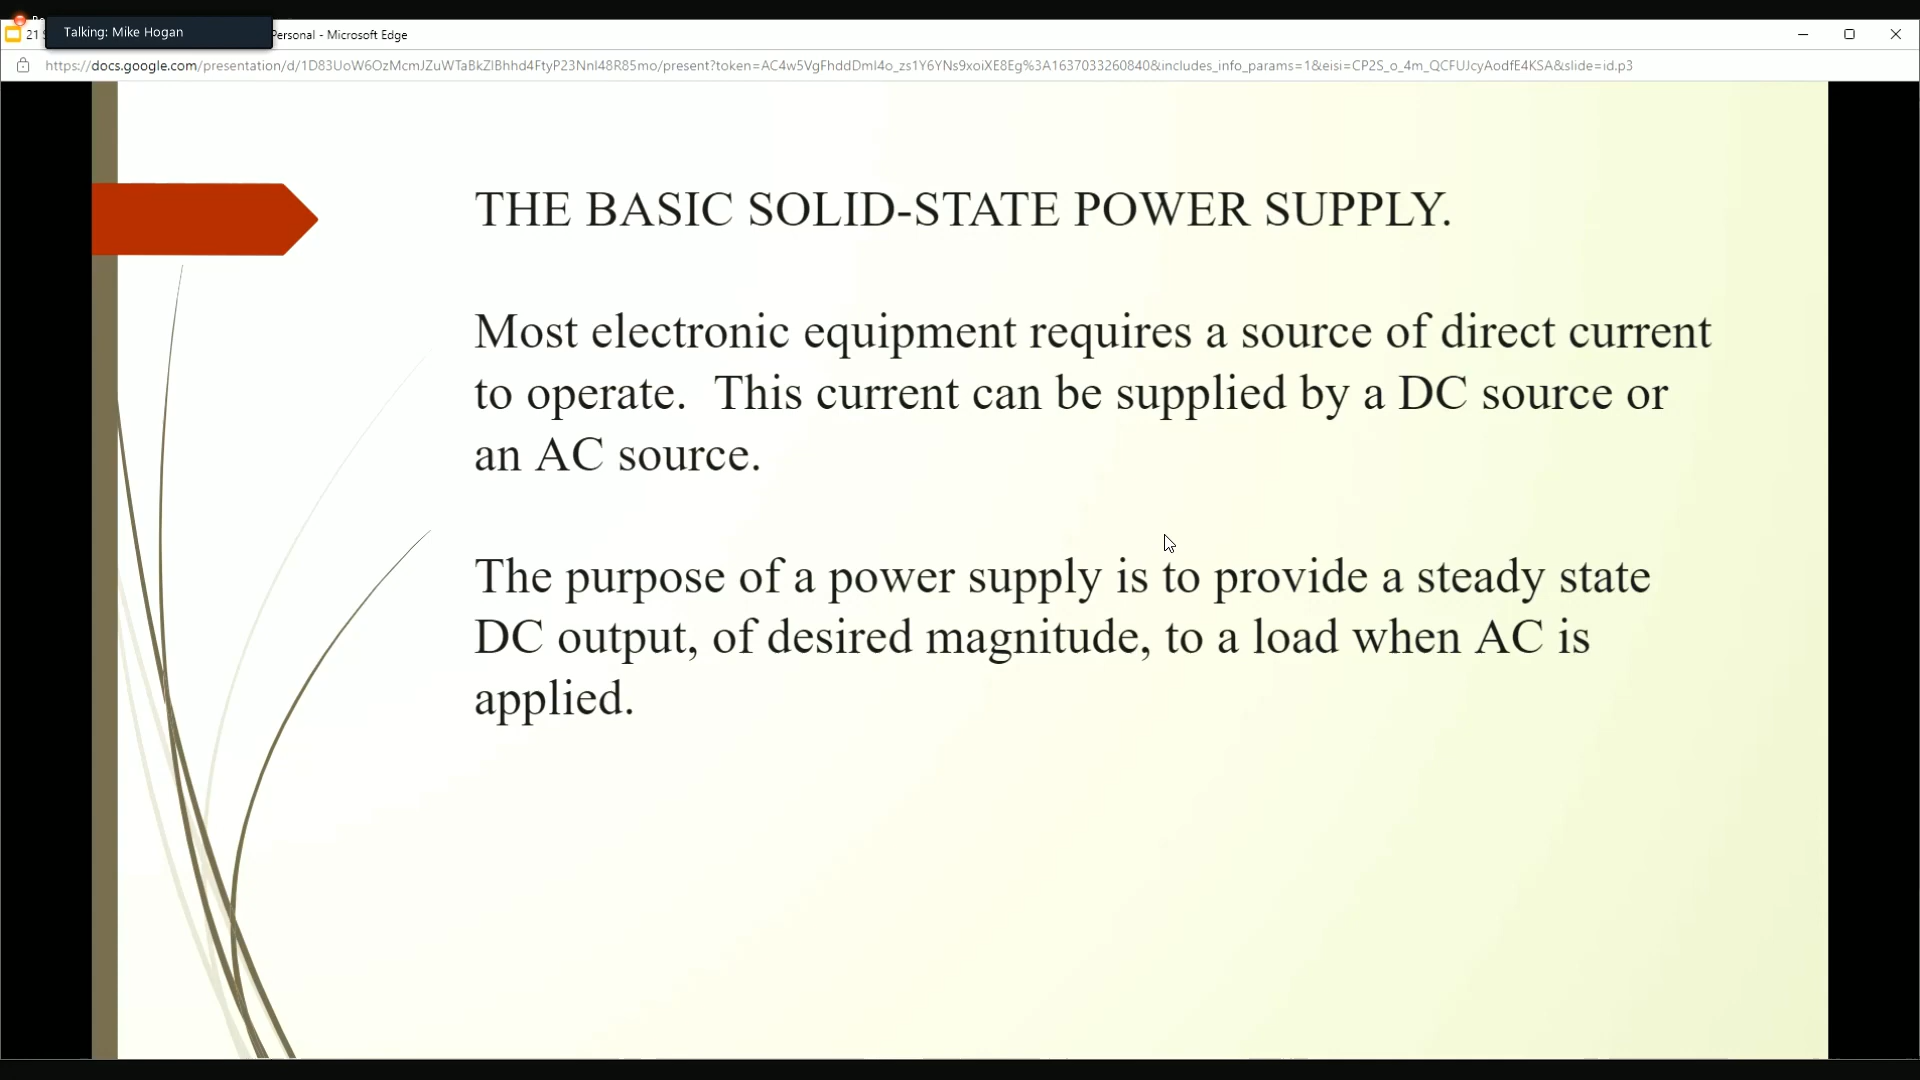 Talking: Mike Hogan
21
Personal - Microsoft Edge
https://docs.google.com/presentation/d/1D83UoW6OzMcmJZuWTaBkZlBhhd4FtyP23NnI48R85mo/present?token=AC4w5VgFhddDmI4o_zs1Y6YNs9xoiXE8Eg%3A1637033260840&includes_info_params=1&eisi=CP2S_o_4m_QCFUJcyAodfE4KSA&slide=id.p3
THE BASIC SOLID-STATE POWER SUPPLY.
Most electronic equipment requires a source of direct current
to operate.  This current can be supplied by a DC source or
an AC source.
The purpose of a power supply is to provide a steady state
DC output, of desired magnitude, to a load when AC is
applied.